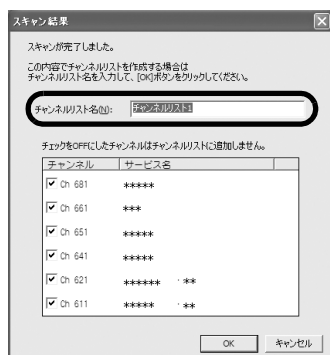 スキャン結果
スキャンが完了しました。
この内容でチャンネルリストを作成する場合は
チャンネルリスト名を入力して、[OK]ボタンをクリックしてください。
チャンネルリスト名(N): チャンネルリスト1
チェックをOFFにしたチャンネルはチャンネルリストに追加しません。
チャンネル サービス名
Ch 681 *****
Ch 661 ***
Ch 651 *****
Ch 641 *****
Ch 621 ****** ・**
Ch 611 ***** ・**
OK キャンセル